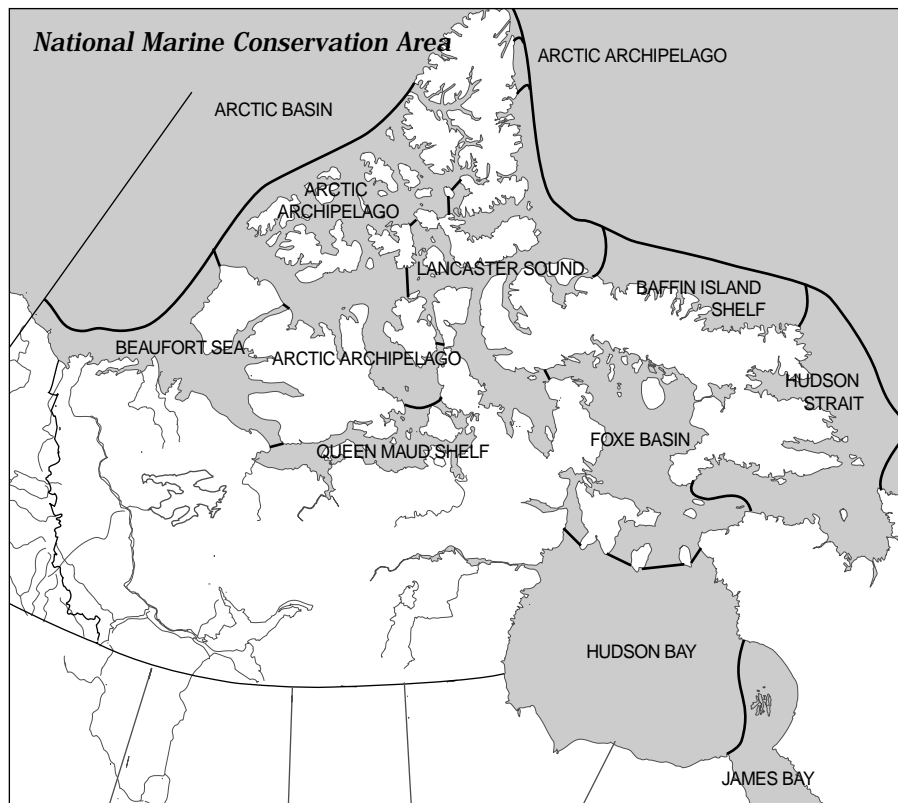 National Marine Conservation Area
ARCTIC ARCHIPELAGO
ARCTIC BASIN
ARCTIC
ARCHIPELAGO
LANCASTER SOUND
BAFFIN ISLAND
SHELF
BEAUFORT SEA
ARCTIC ARCHIPELAGO
HUDSON
STRAIT
FOXE BASIN
QUEEN MAUD SHELF
HUDSON BAY
JAMES BAY